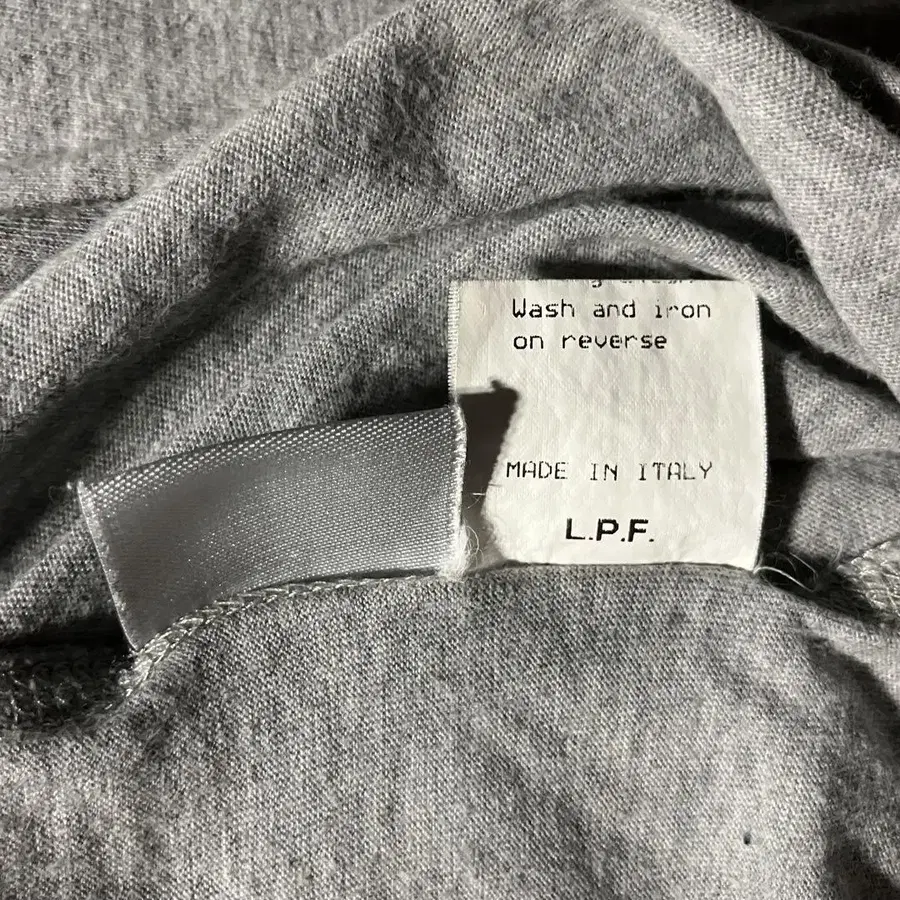 Wash and iron
on reverse
MADE IN ITALY
L.P.F.